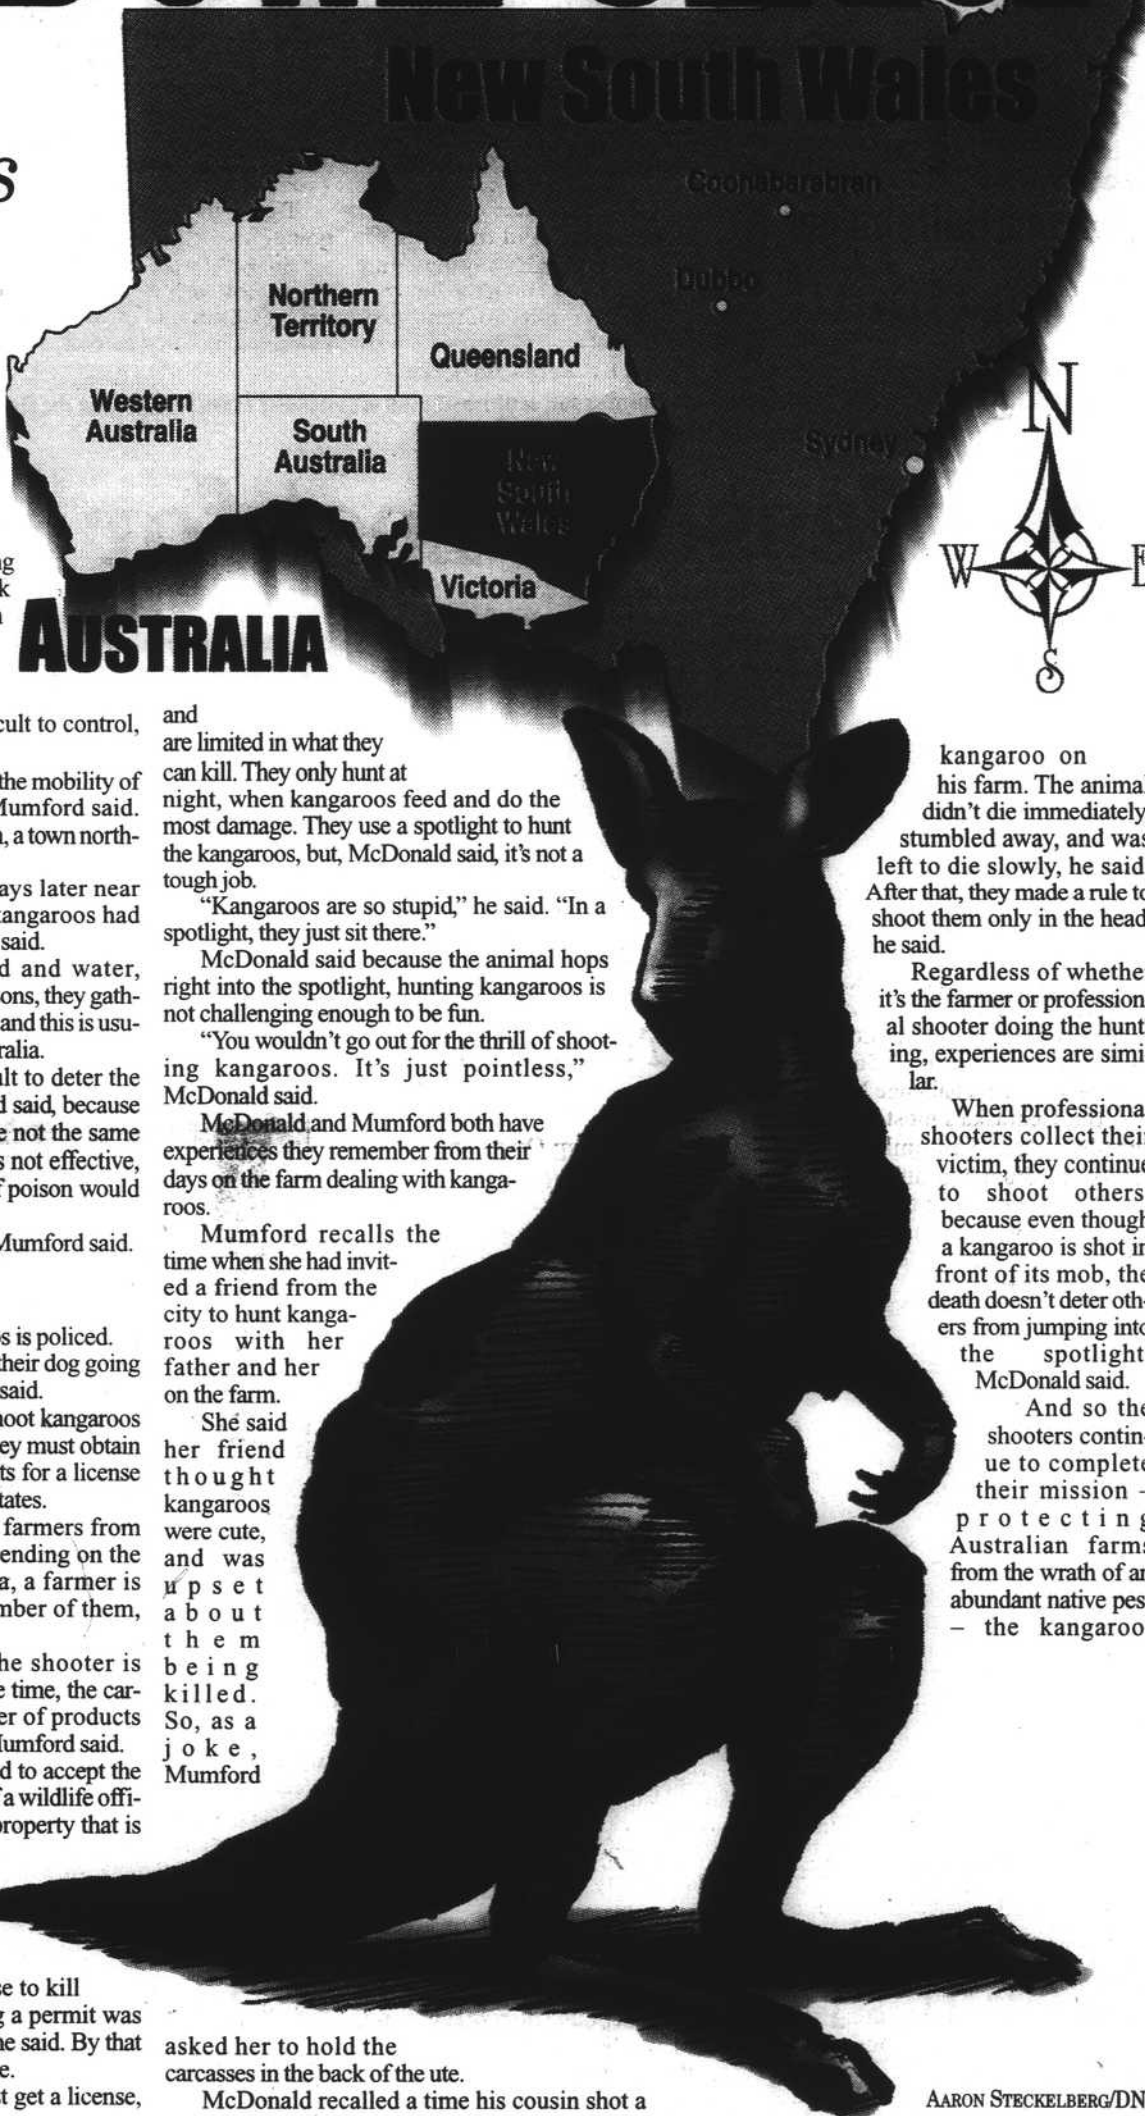 New South Wales
Coonabarabran
Dubbo
Sydney
Northern
Territory
Queensland
Western
Australia
South
Australia
New
South
Wales
Victoria
AUSTRALIA
N
W
E
S
s
ng
k
cult to control,
the mobility of
Mumford said.
a town north-
ays later near
kangaroos had
said.
d and water,
ons, they gath-
and this is usu-
ralia.
ult to deter the
d said, because
e not the same
s not effective,
f poison would
Mumford said.
s is policed.
their dog going
said.
hoot kangaroos
ey must obtain
ts for a license
tates.
farmers from
ending on the
a, a farmer is
mber of them,
he shooter is
e time, the car-
er of products
Mumford said.
d to accept the
f a wildlife offi-
property that is
se to kill
g a permit was
he said. By that
e.
st get a license,
and
are limited in what they
can kill. They only hunt at
night, when kangaroos feed and do the
most damage. They use a spotlight to hunt
the kangaroos, but, McDonald said, it's not a
tough job.
“Kangaroos are so stupid,” he said. “In a
spotlight, they just sit there.”
McDonald said because the animal hops
right into the spotlight, hunting kangaroos is
not challenging enough to be fun.
“You wouldn't go out for the thrill of shoot-
ing kangaroos. It's just pointless,”
McDonald said.
McDonald and Mumford both have
experiences they remember from their
days on the farm dealing with kanga-
roos.
Mumford recalls the
time when she had invit-
ed a friend from the
city to hunt kanga-
roos with her
father and her
on the farm.
She said
her friend
thought
kangaroos
were cute,
and was
upset
about
them
being
killed.
So, as a
joke,
Mumford
asked her to hold the
carcasses in the back of the ute.
McDonald recalled a time his cousin shot a
kangaroo on
his farm. The animal
didn't die immediately,
stumbled away, and was
left to die slowly, he said.
After that, they made a rule to
shoot them only in the head,
he said.
Regardless of whether
it's the farmer or profession-
al shooter doing the hunt-
ing, experiences are simi-
lar.
When professional
shooters collect their
victim, they continue
to shoot others,
because even though
a kangaroo is shot in
front of its mob, the
death doesn't deter oth-
ers from jumping into
the spotlight,
McDonald said.
And so the
shooters contin-
ue to complete
their mission –
protecting
Australian farms
from the wrath of an
abundant native pest
– the kangaroo.
AARON STECKELBERG/DN